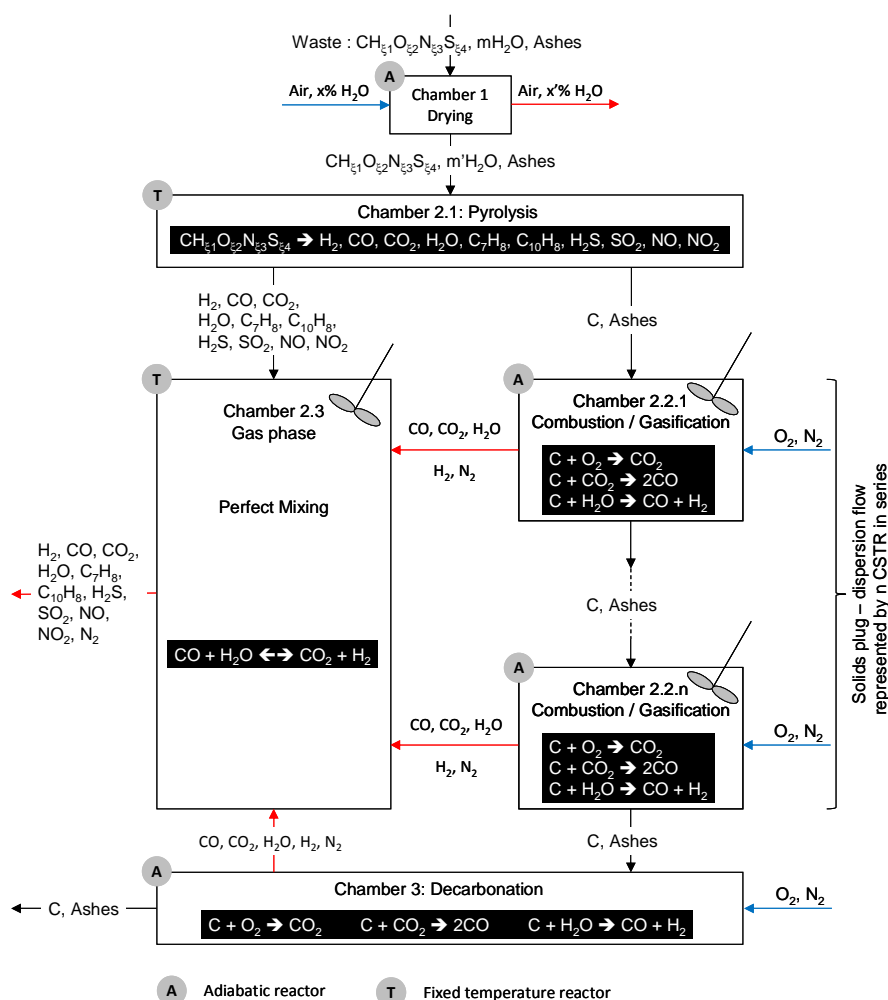 Waste : CH_ξ1O_ξ2N_ξ3S_ξ4, mH₂O, Ashes
A
Air, x% H₂O
Chamber 1
Drying
Air, x'% H₂O
CH_ξ1O_ξ2N_ξ3S_ξ4, m'H₂O, Ashes
T
Chamber 2.1: Pyrolysis
CH_ξ1O_ξ2N_ξ3S_ξ4 ➔ H₂, CO, CO₂, H₂O, C₇H₈, C₁₀H₈, H₂S, SO₂, NO, NO₂
H₂, CO, CO₂,
H₂O, C₇H₈, C₁₀H₈,
H₂S, SO₂, NO, NO₂
C, Ashes
T
Chamber 2.3
Gas phase
Perfect Mixing
CO + H₂O ⬅➔ CO₂ + H₂
A
Chamber 2.2.1
Combustion / Gasification
C + O₂ ➔ CO₂
C + CO₂ ➔ 2CO
C + H₂O ➔ CO + H₂
O₂, N₂
CO, CO₂, H₂O
H₂, N₂
H₂, CO, CO₂,
H₂O, C₇H₈,
C₁₀H₈, H₂S,
SO₂, NO,
NO₂, N₂
C, Ashes
A
Chamber 2.2.n
Combustion / Gasification
C + O₂ ➔ CO₂
C + CO₂ ➔ 2CO
C + H₂O ➔ CO + H₂
O₂, N₂
CO, CO₂, H₂O
H₂, N₂
Solids plug – dispersion flow
represented by n CSTR in series
CO, CO₂, H₂O, H₂, N₂
C, Ashes
A
Chamber 3: Decarbonation
C + O₂ ➔ CO₂ C + CO₂ ➔ 2CO C + H₂O ➔ CO + H₂
O₂, N₂
C, Ashes
A Adiabatic reactor
T Fixed temperature reactor